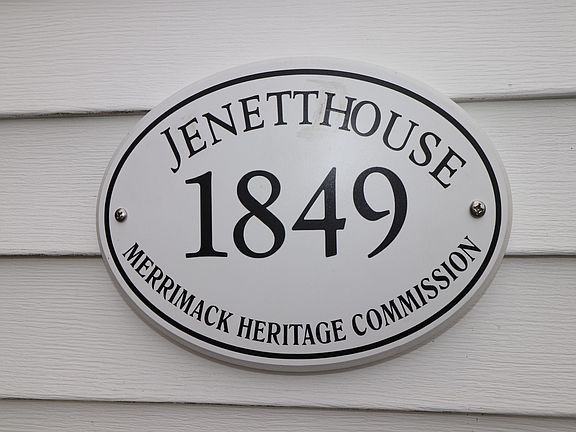 JENETTHOUSE
1849
MERRIMACK HERITAGE COMMISSION